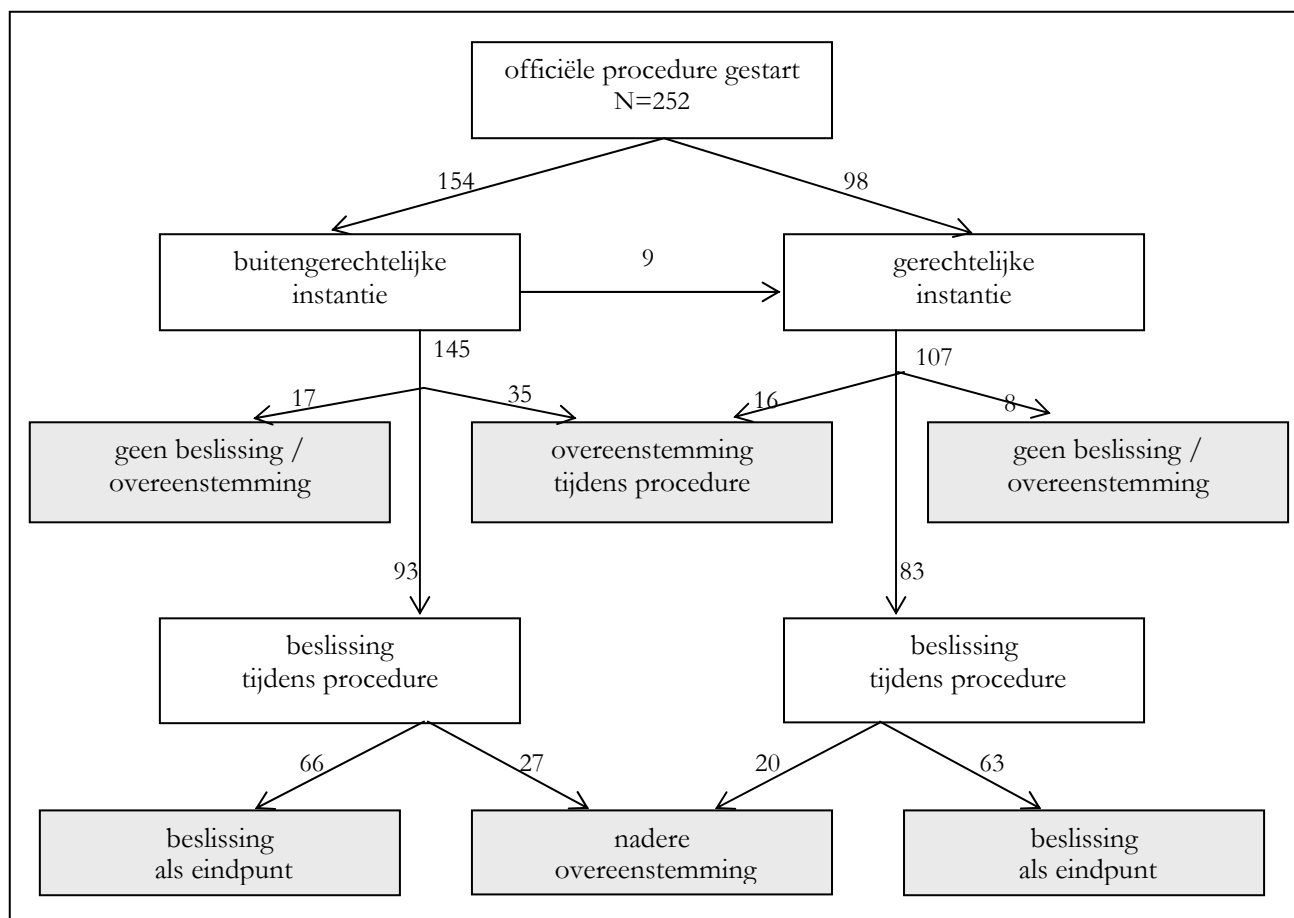 officiële procedure gestart
N=252
154
98
buitengerechtelijke
instantie
9
gerechtelijke
instantie
145
107
17
35
16
8
geen beslissing /
overeenstemming
overeenstemming
tijdens procedure
geen beslissing /
overeenstemming
93
83
beslissing
tijdens procedure
beslissing
tijdens procedure
66
27
20
63
beslissing
als eindpunt
nadere
overeenstemming
beslissing
als eindpunt